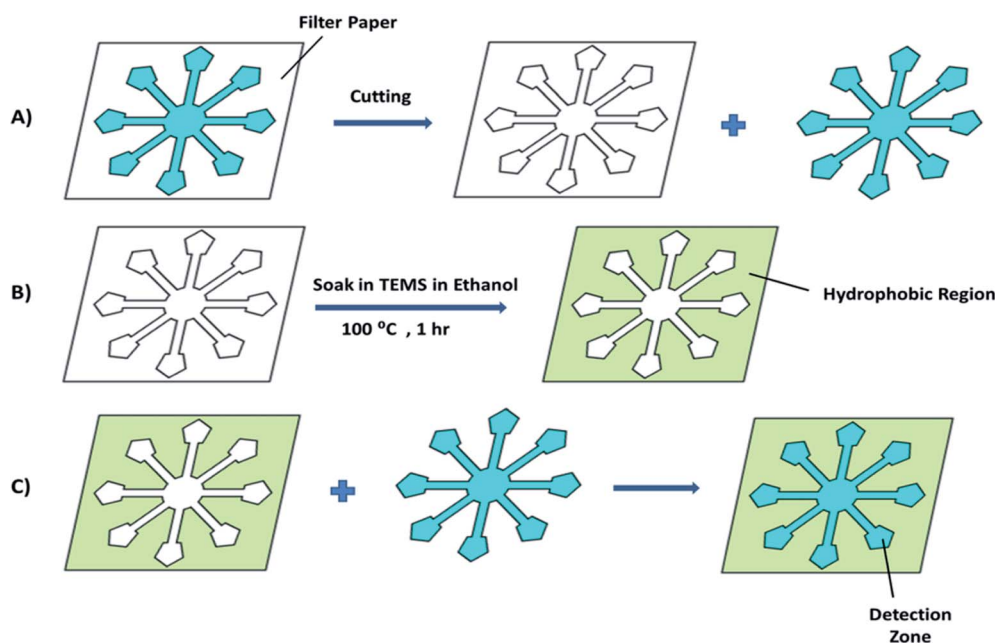 Filter Paper
A)
Cutting
B)
Soak in TEMS in Ethanol
100 ⁰C , 1 hr
Hydrophobic Region
C)
Detection
Zone